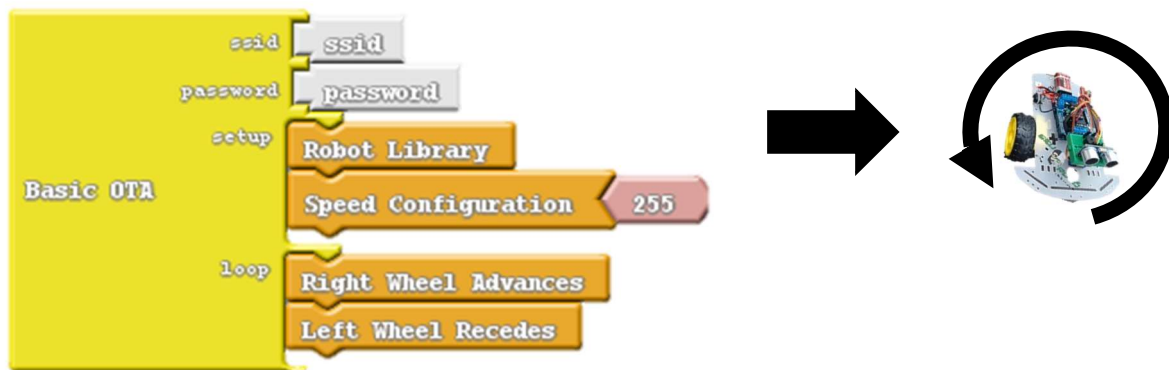 ssid ssid
password password
setup
Robot Library
Basic OTA
Speed Configuration 255
loop
Right Wheel Advances
Left Wheel Recedes